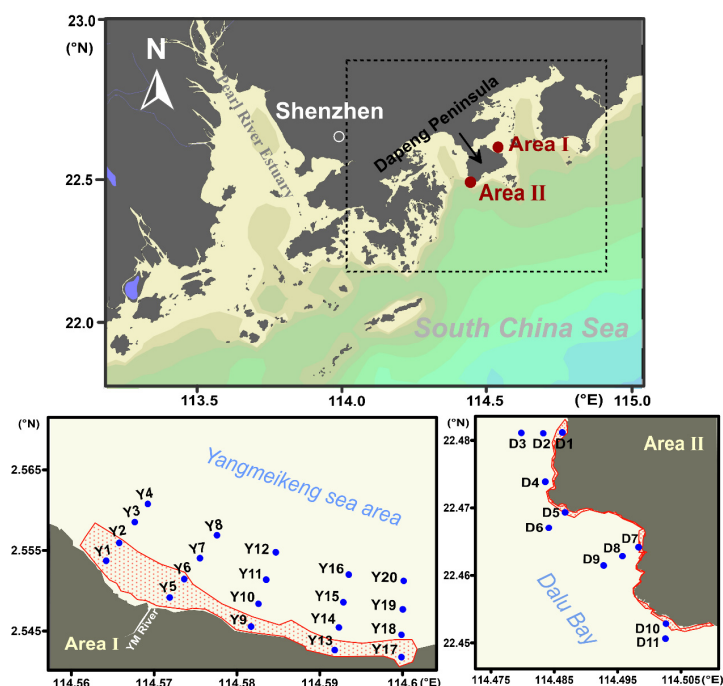 23.0
(°N)
N
Pearl River Estuary
Shenzhen
Dapeng Peninsula
Area I
22.5
Area II
22.0
South China Sea
113.5
114.0
114.5
(°E)
115.0
(°N)
2.565
Yangmeikeng sea area
Y4
Y3
Y2
Y8
2.555
Y1
Y7
Y12
Y6
Y16
Y20
Y11
Y5
Y10
Y15
Y19
Y9
Y14
Y18
2.545
YM River
Y13
Y17
Area I
114.56
114.57
114.58
114.59
114.6
(°E)
(°N)
22.48
D3
D2
D1
Area II
D4
22.47
D5
D6
D7
D8
D9
22.46
Dalu Bay
D10
22.45
D11
114.475
114.485
114.495
114.505
(°E)